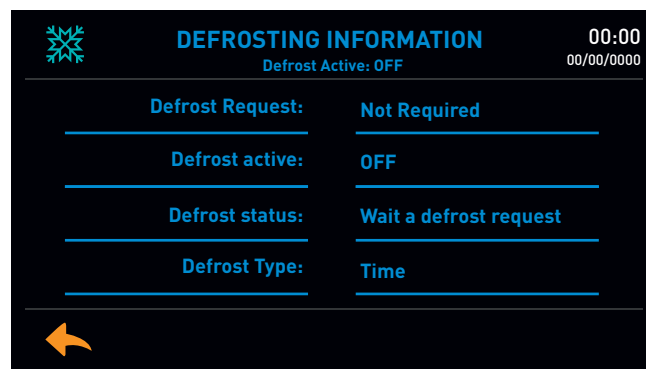 DEFROSTING INFORMATION
00:00
Defrost Active: OFF
00/00/0000
Defrost Request: Not Required
Defrost active: OFF
Defrost status: Wait a defrost request
Defrost Type: Time